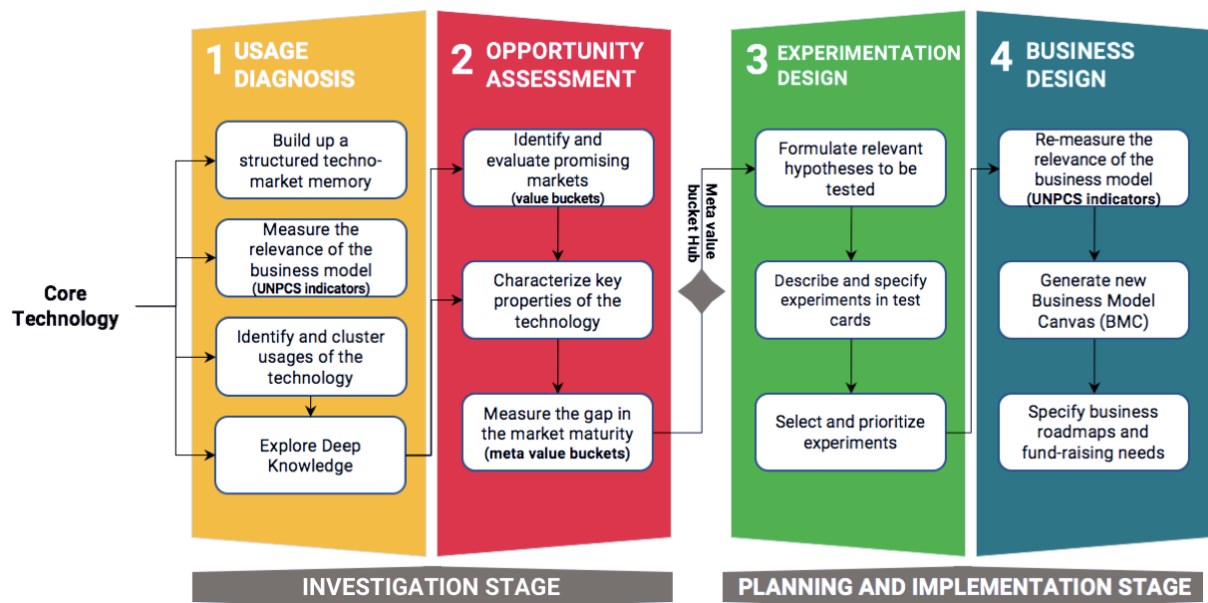 Core
Technology
1 USAGE
DIAGNOSIS
Build up a
structured techno-
market memory
Measure the
relevance of the
business model
(UNPCS indicators)
Identify and cluster
usages of the
technology
Explore Deep
Knowledge
2 OPPORTUNITY
ASSESSMENT
Identify and
evaluate promising
markets
(value buckets)
Characterize key
properties of the
technology
Measure the gap in
the market maturity
(meta value buckets)
Meta value
bucket Hub
3 EXPERIMENTATION
DESIGN
Formulate relevant
hypotheses to be
tested
Describe and specify
experiments in test
cards
Select and prioritize
experiments
4 BUSINESS
DESIGN
Re-measure the
relevance of the
business model
(UNPCS indicators)
Generate new
Business Model
Canvas (BMC)
Specify business
roadmaps and
fund-raising needs
INVESTIGATION STAGE
PLANNING AND IMPLEMENTATION STAGE